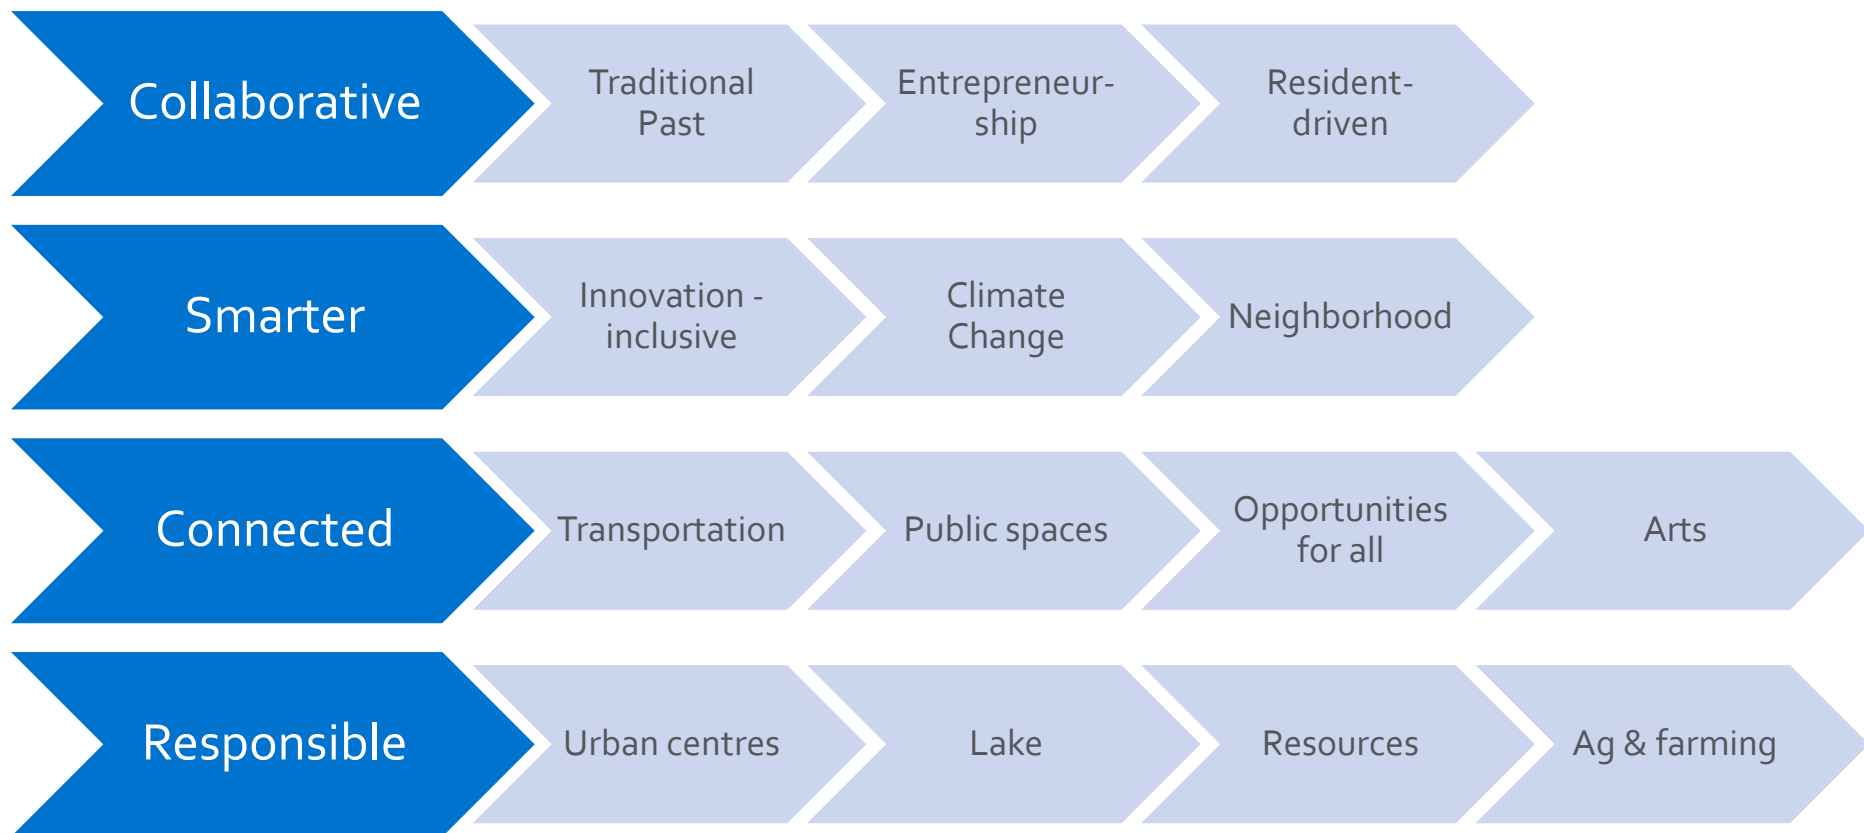 Collaborative
Traditional
Past
Entrepreneur-
ship
Resident-
driven
Smarter
Innovation -
inclusive
Climate
Change
Neighborhood
Connected
Transportation
Public spaces
Opportunities
for all
Arts
Responsible
Urban centres
Lake
Resources
Ag & farming